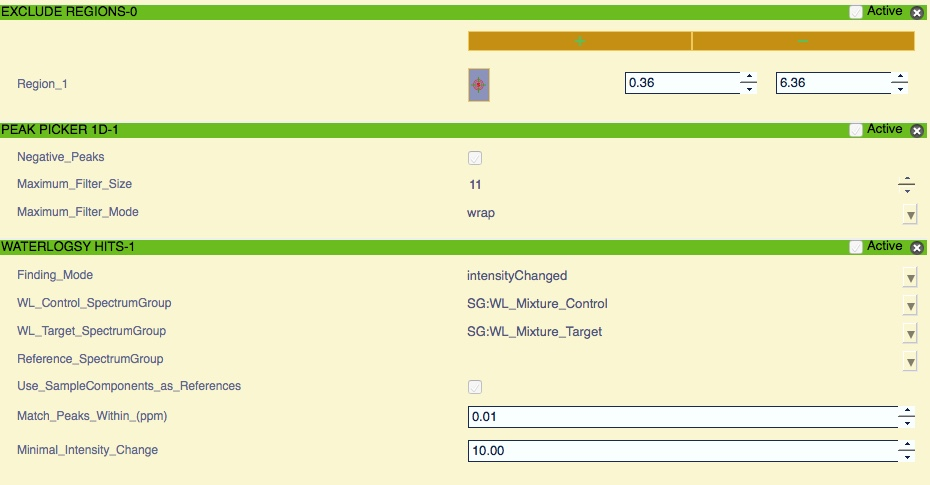 EXCLUDE REGIONS-0 Active
+ −
Region_1 0.36 6.36
PEAK PICKER 1D-1 Active
Negative_Peaks
Maximum_Filter_Size 11
Maximum_Filter_Mode wrap
WATERLOGSY HITS-1 Active
Finding_Mode intensityChanged
WL_Control_SpectrumGroup SG:WL_Mixture_Control
WL_Target_SpectrumGroup SG:WL_Mixture_Target
Reference_SpectrumGroup
Use_SampleComponents_as_References
Match_Peaks_Within_(ppm) 0.01
Minimal_Intensity_Change 10.00